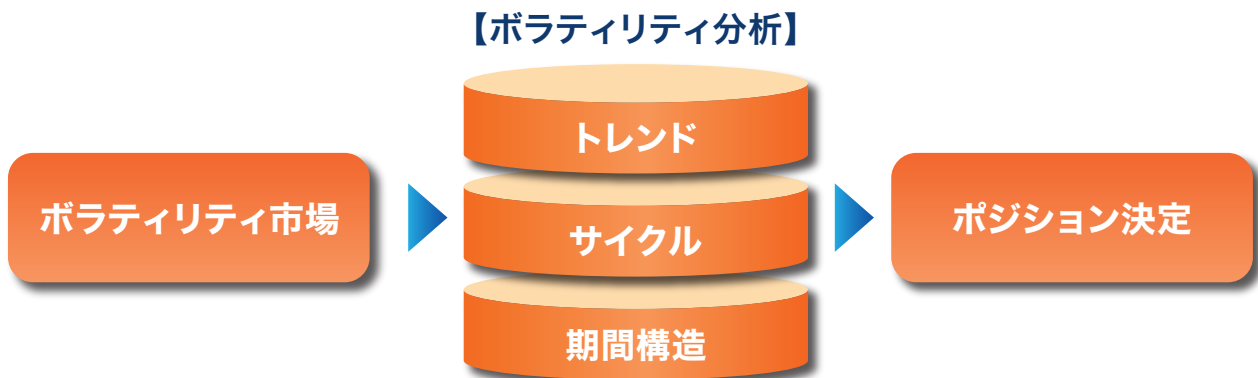 【ボラティリティ分析】
トレンド
ボラティリティ市場
サイクル
ポジション決定
期間構造